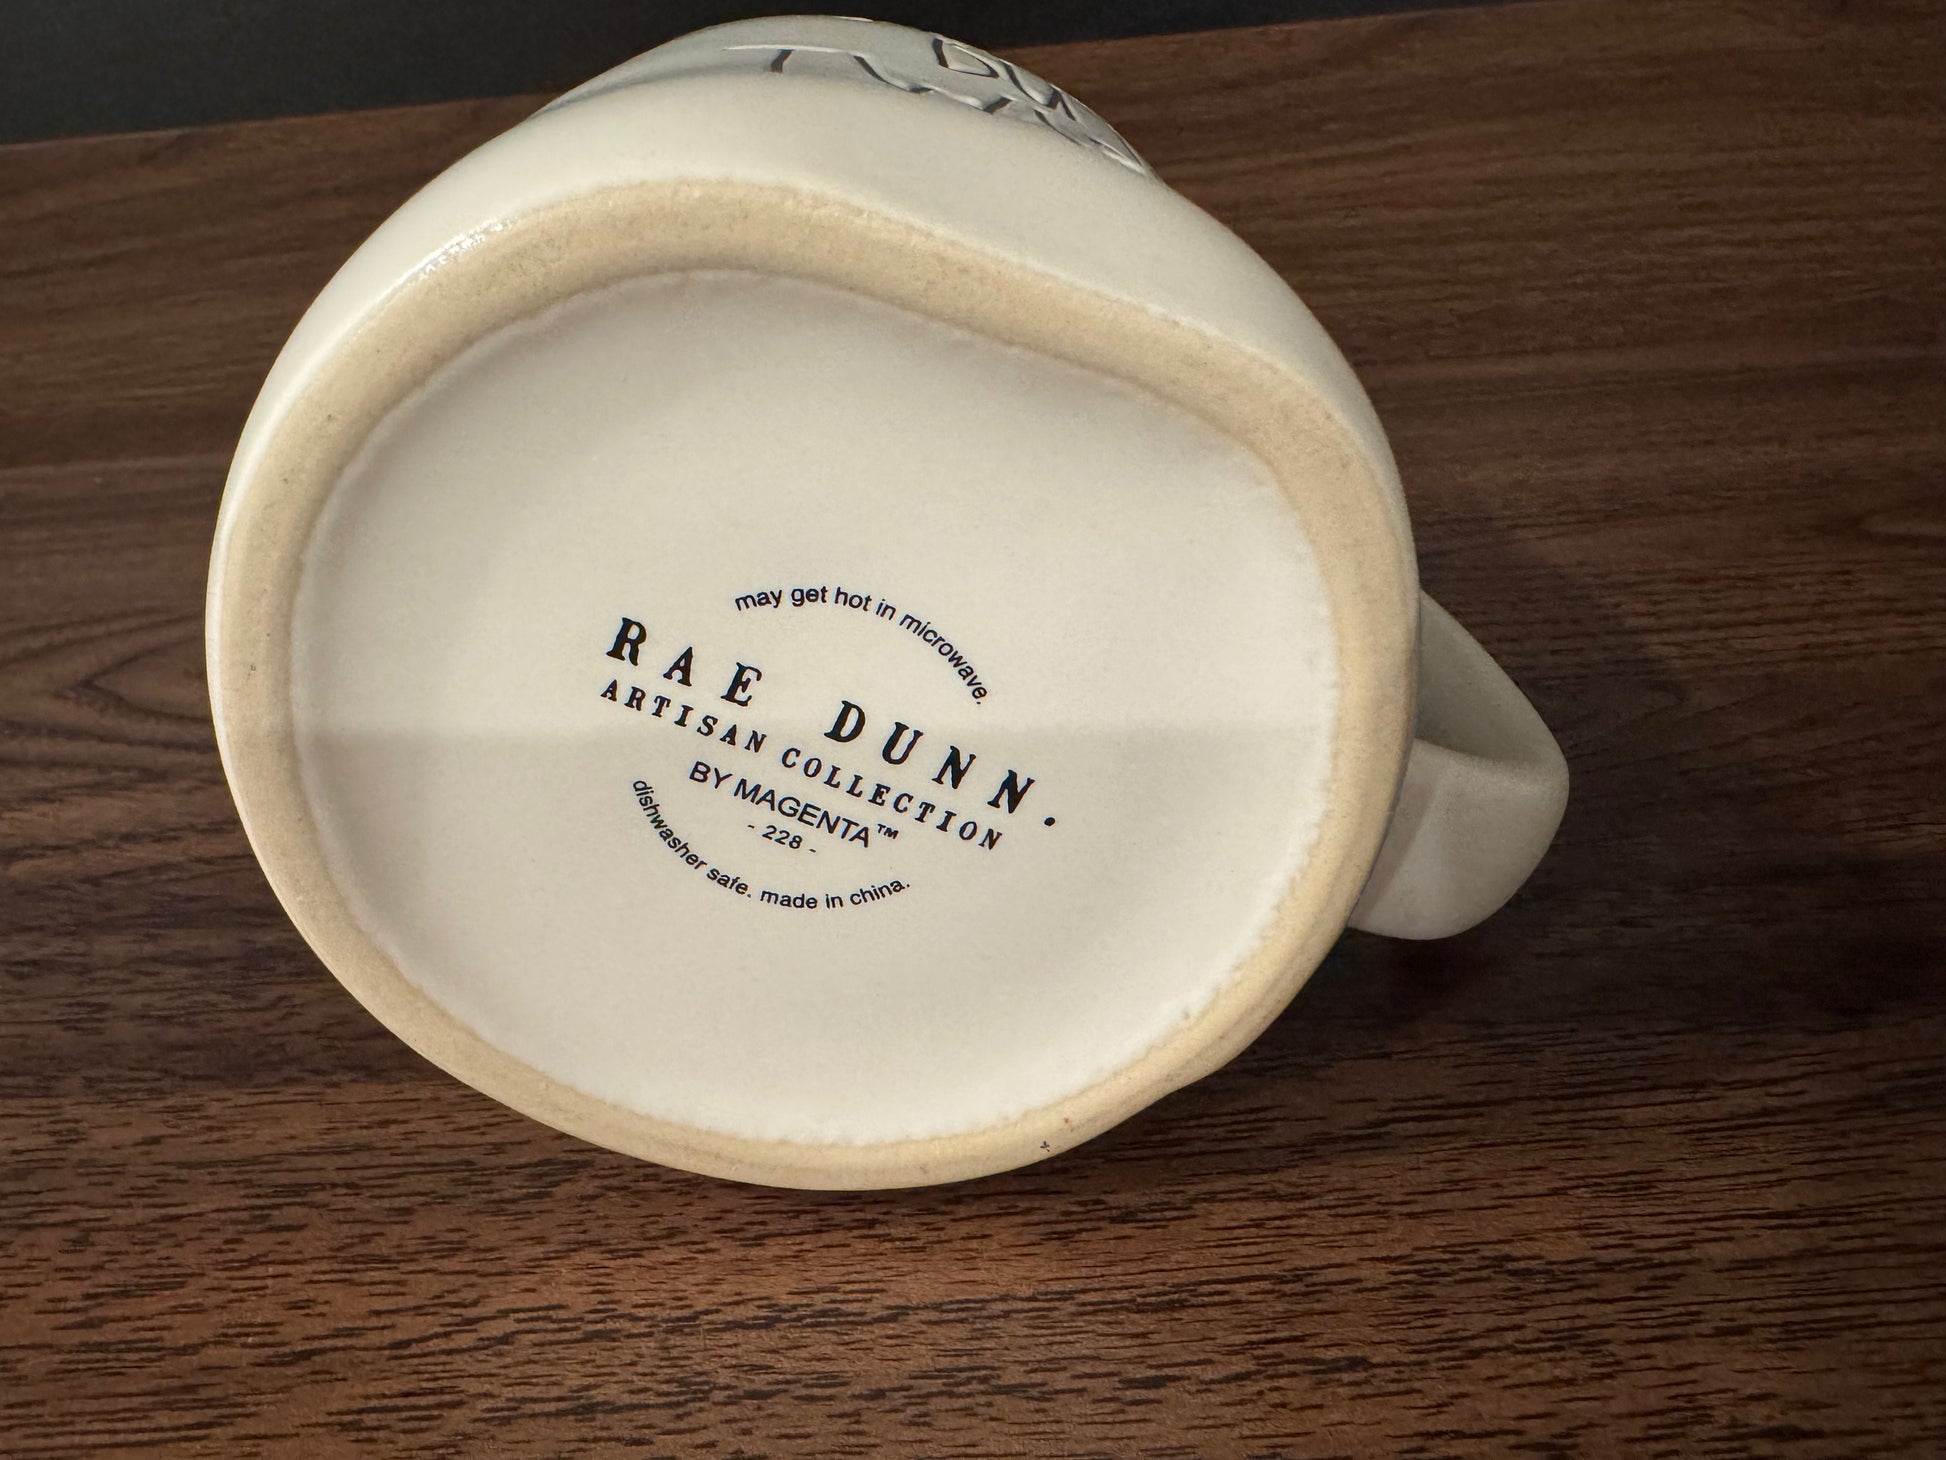 may get hot in microwave.
RAE DUNN.
ARTISAN COLLECTION
BY MAGENTA™
- 228 -
dishwasher safe. made in china.